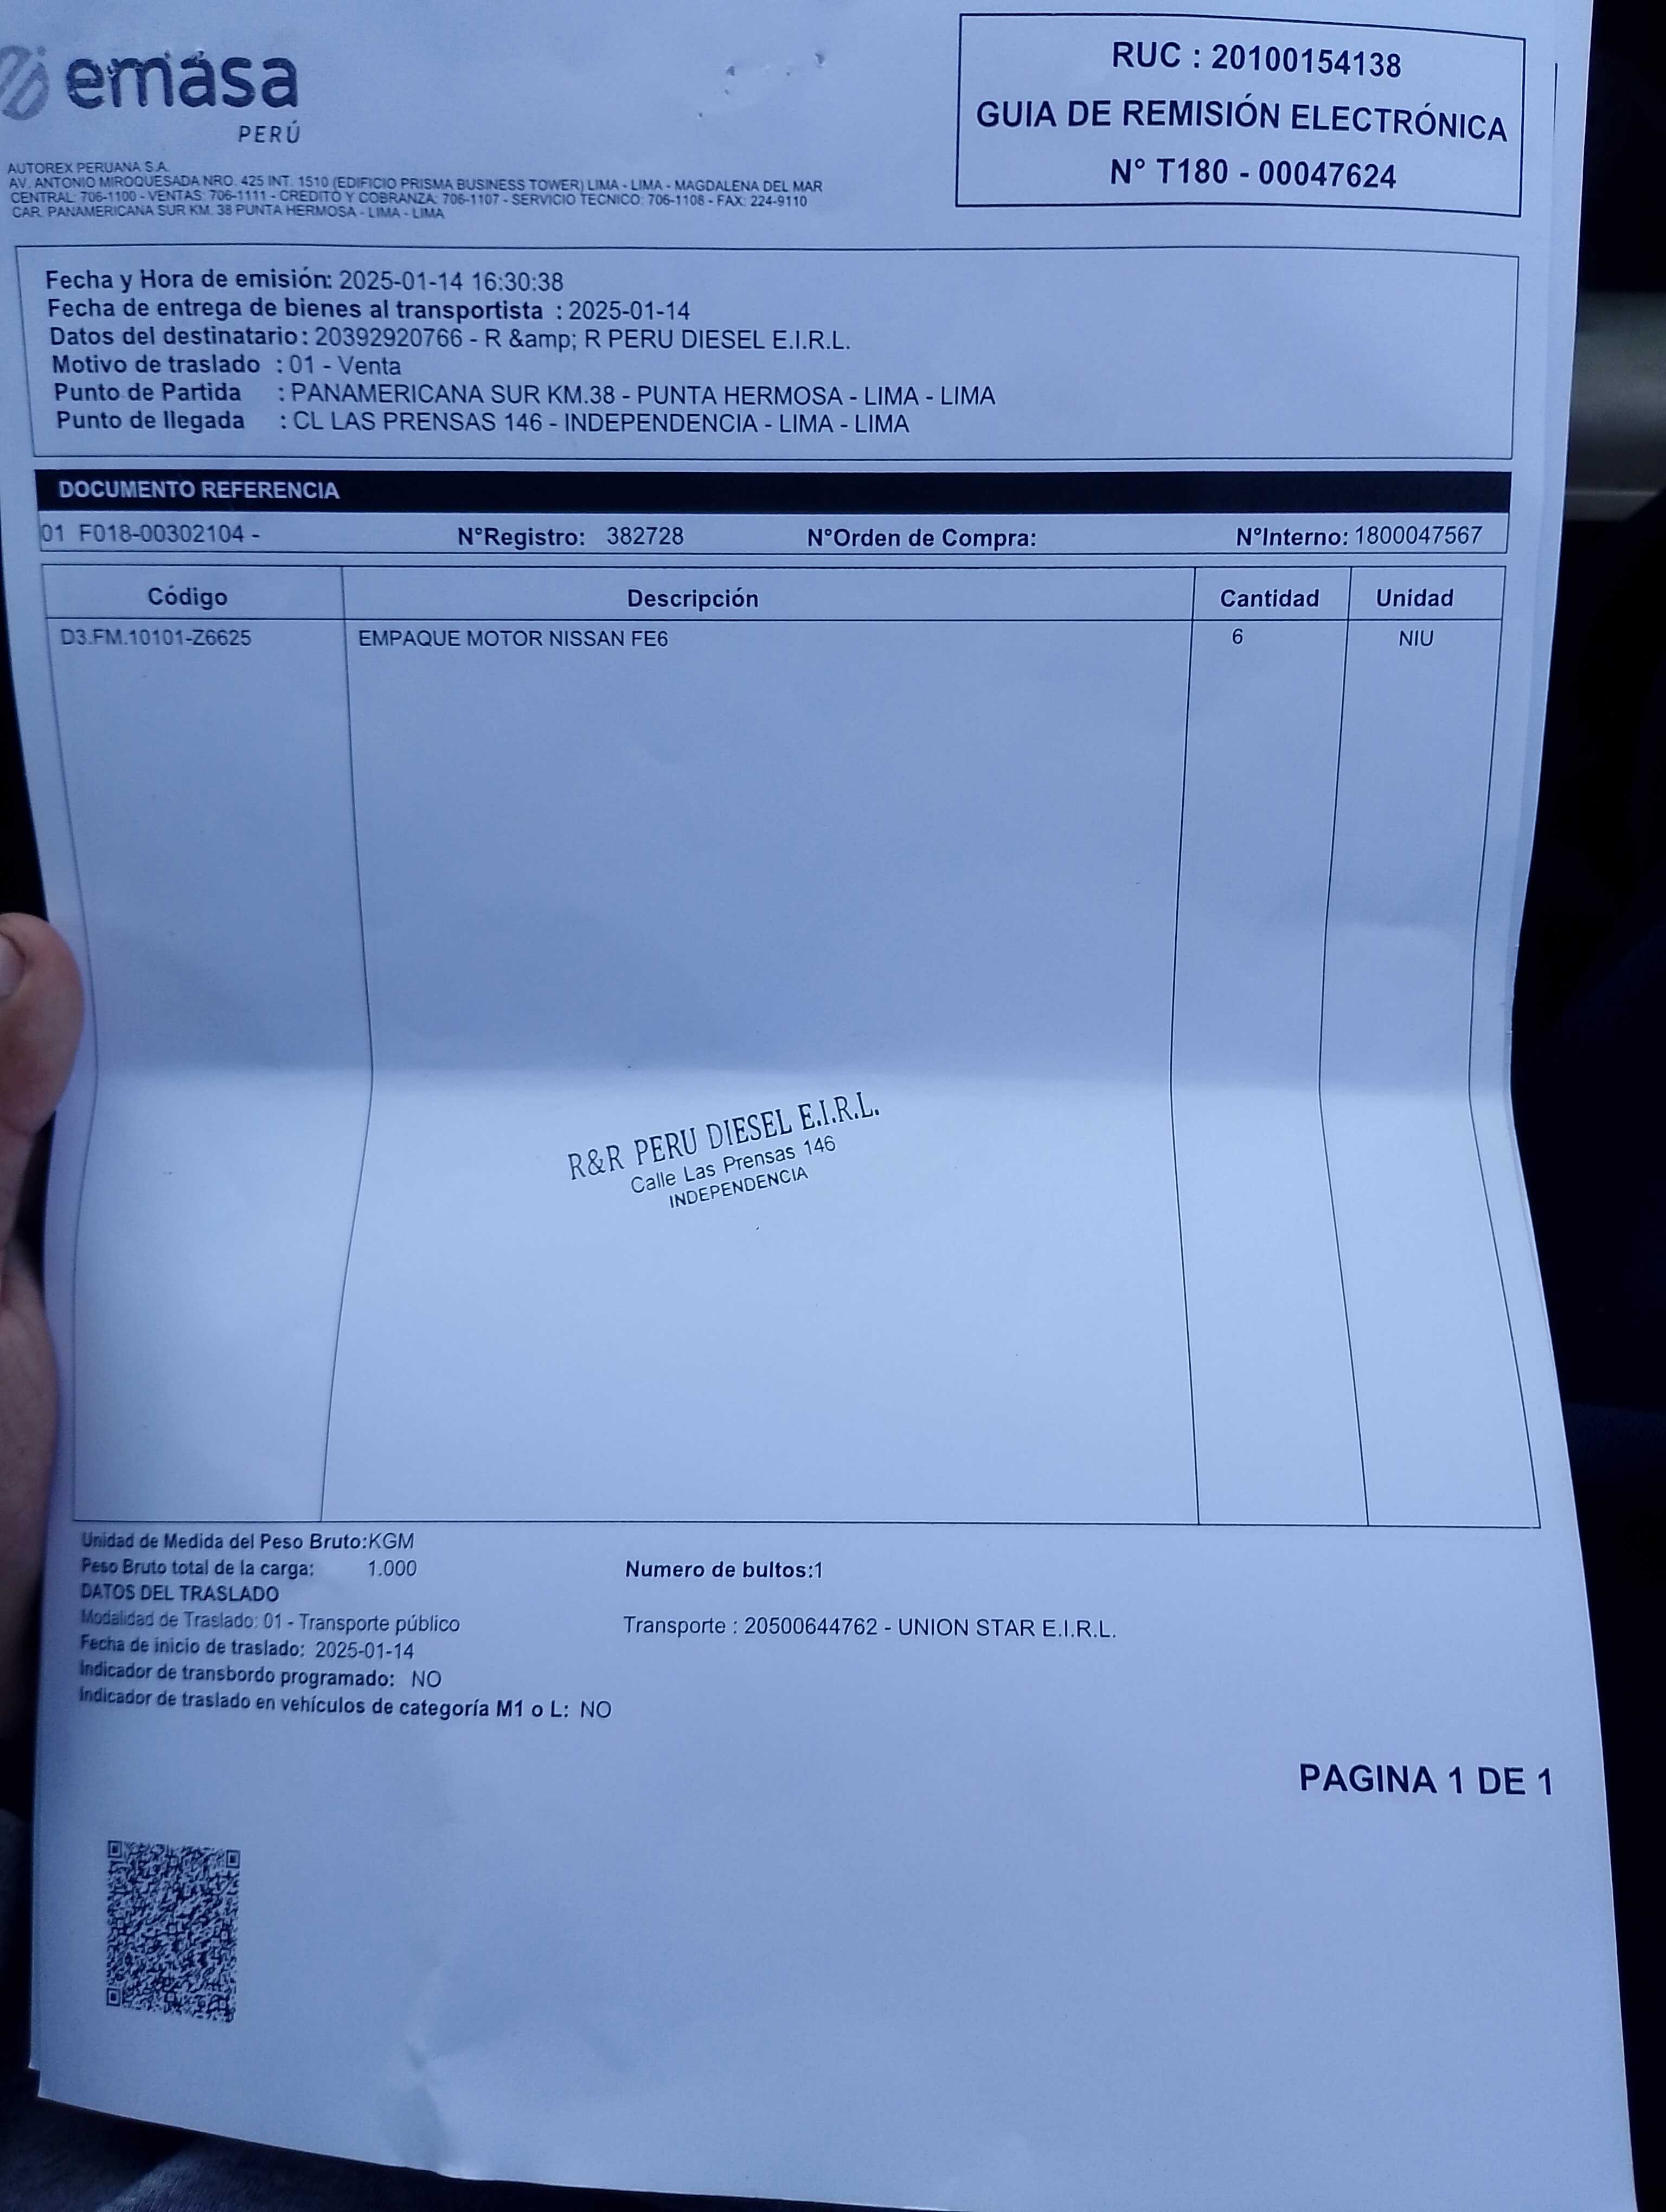 emasa
PERÚ
RUC : 20100154138
GUIA DE REMISIÓN ELECTRÓNICA
N° T180 - 00047624
AUTOREX PERUANA S.A.
AV. ANTONIO MIROQUESADA NRO. 425 INT. 1510 (EDIFICIO PRISMA BUSINESS TOWER) LIMA - LIMA - MAGDALENA DEL MAR
CENTRAL: 706-1100 - VENTAS: 706-1111 - CREDITO Y COBRANZA: 706-1107 - SERVICIO TECNICO: 706-1108 - FAX: 224-9110
CAR. PANAMERICANA SUR KM. 38 PUNTA HERMOSA - LIMA - LIMA
Fecha y Hora de emisión: 2025-01-14 16:30:38
Fecha de entrega de bienes al transportista : 2025-01-14
Datos del destinatario : 20392920766 - R &amp; R PERU DIESEL E.I.R.L.
Motivo de traslado : 01 - Venta
Punto de Partida : PANAMERICANA SUR KM.38 - PUNTA HERMOSA - LIMA - LIMA
Punto de llegada : CL LAS PRENSAS 146 - INDEPENDENCIA - LIMA - LIMA
DOCUMENTO REFERENCIA
01 F018-00302104 - N°Registro: 382728 N°Orden de Compra: N°Interno: 1800047567
Código Descripción Cantidad Unidad
D3.FM.10101-Z6625 EMPAQUE MOTOR NISSAN FE6 6 NIU
R&R PERU DIESEL E.I.R.L.
Calle Las Prensas 146
INDEPENDENCIA
Unidad de Medida del Peso Bruto:KGM
Peso Bruto total de la carga: 1.000 Numero de bultos:1
DATOS DEL TRASLADO
Modalidad de Traslado: 01 - Transporte público Transporte : 20500644762 - UNION STAR E.I.R.L.
Fecha de inicio de traslado: 2025-01-14
Indicador de transbordo programado: NO
Indicador de traslado en vehículos de categoría M1 o L: NO
PAGINA 1 DE 1